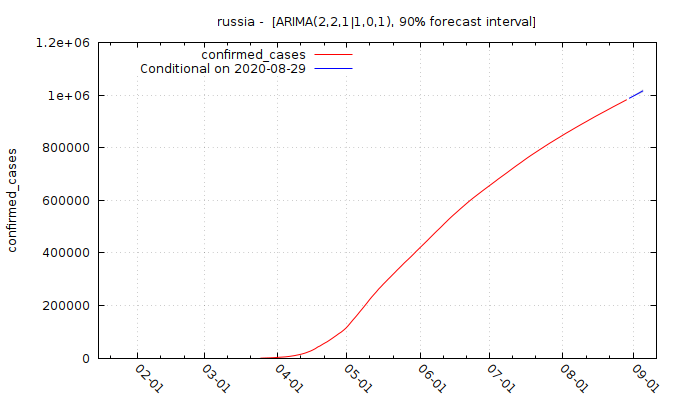 russia -  [ARIMA(2,2,1|1,0,1), 90% forecast interval]
1.2e+06
1e+06
800000
600000
400000
200000
0
confirmed_cases
confirmed_cases
Conditional on 2020-08-29
02-01
03-01
04-01
05-01
06-01
07-01
08-01
09-01